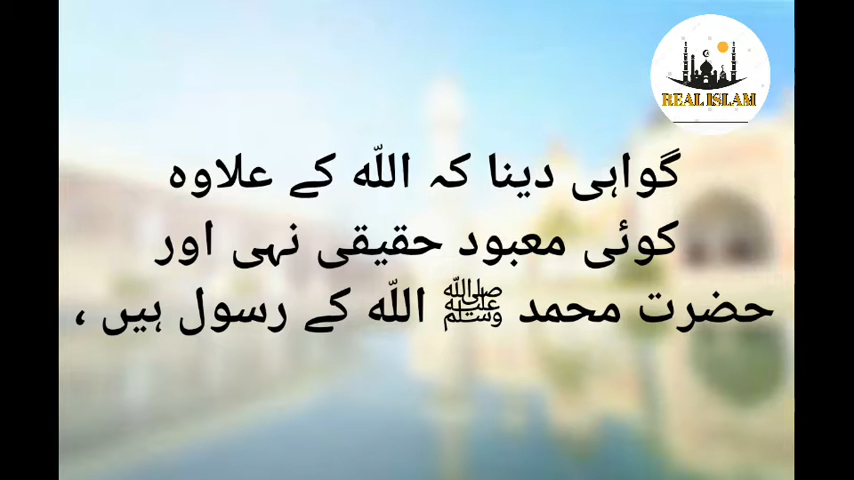 REAL ISLAM
گواہی دینا کہ اللّٰہ کے علاوہ
کوئی معبود حقیقی نہی اور
حضرت محمد ﷺ اللّٰہ کے رسول ہیں ،